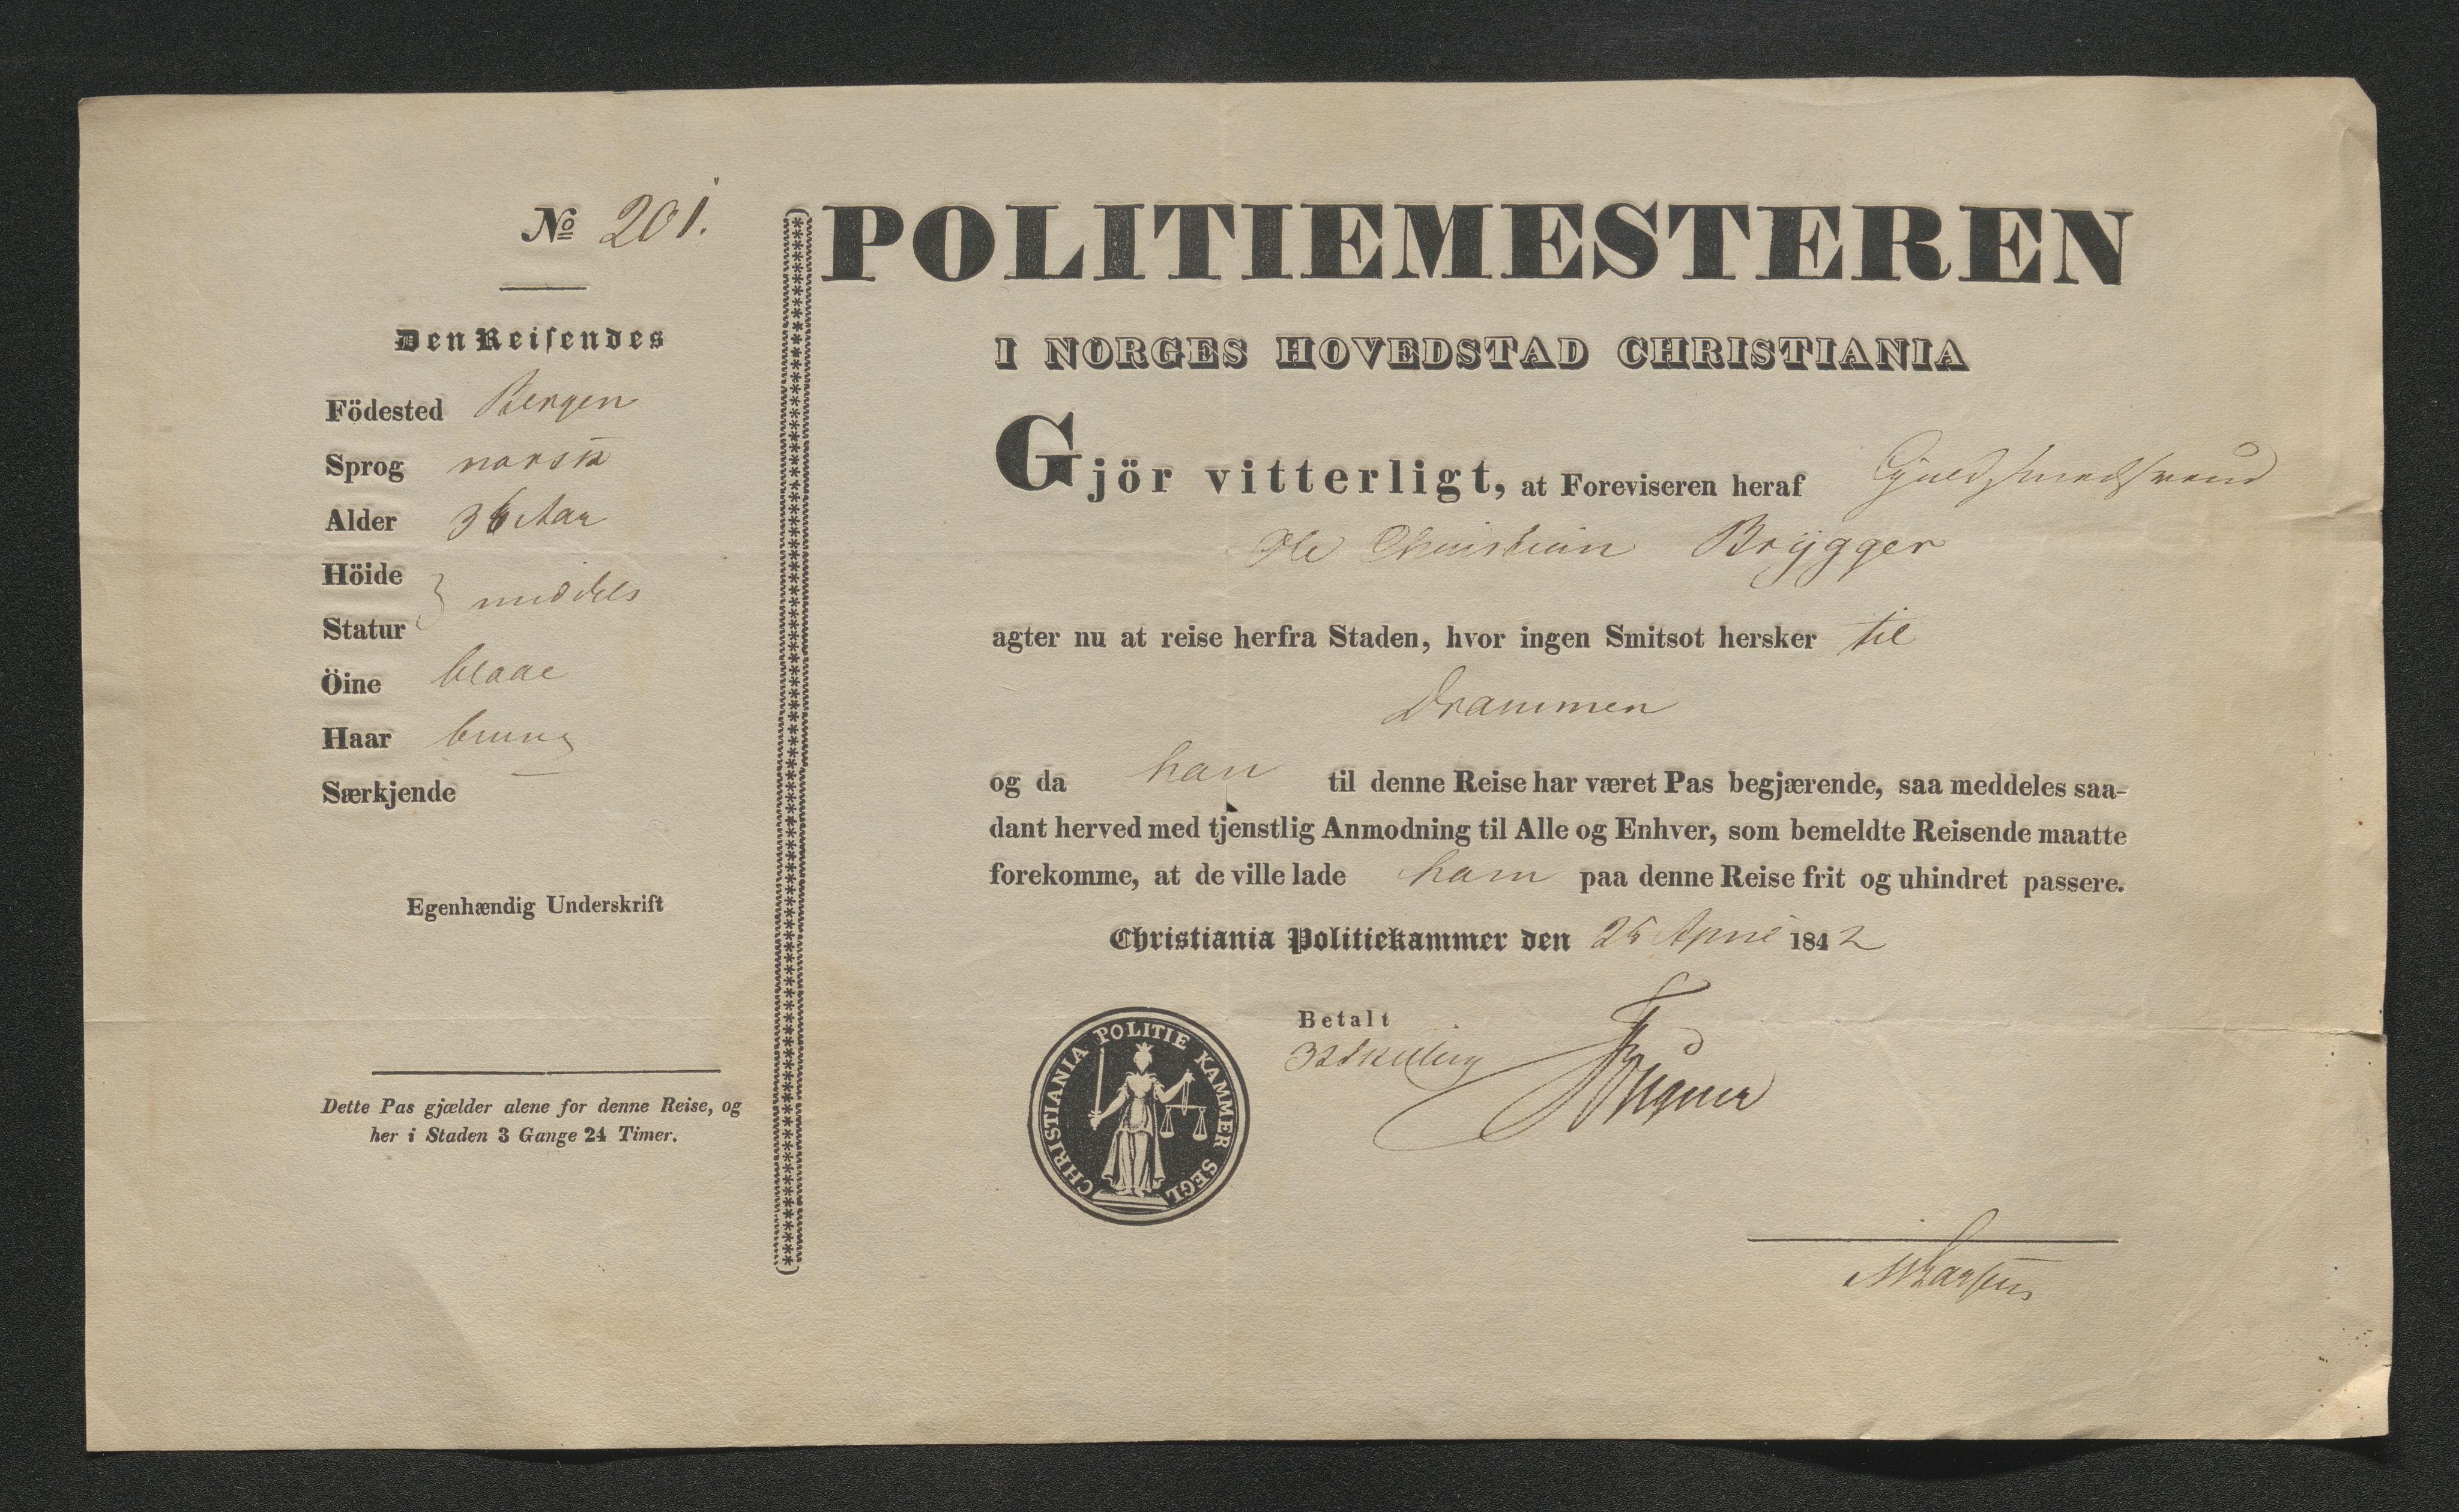 No 201.
Den Reisendes
Födested Bergen
Sprog norsk
Alder 36 Aar
Höide
middels
Statur
Öine blaae
Haar brune
Særkjende
Egenhændig Underskrift
Dette Pas gjælder alene for denne Reise, og
her i Staden 3 Gange 24 Timer.
POLITIEMESTEREN
I NORGES HOVEDSTAD CHRISTIANIA
Gjör vitterligt, at Foreviseren heraf Guldsmedsvend
Ole Christian Brÿgger
agter nu at reise herfra Staden, hvor ingen Smitsot hersker til
Drammen
og da han til denne Reise har været Pas begjærende, saa meddeles saa-
dant herved med tjenstlig Anmodning til Alle og Enhver, som bemeldte Reisende maatte
forekomme, at de ville lade ham paa denne Reise frit og uhindret passere.
Christiania Politiekammer den April 1842
CHRISTIANIA POLITIE KAMMER SEGL
Betalt